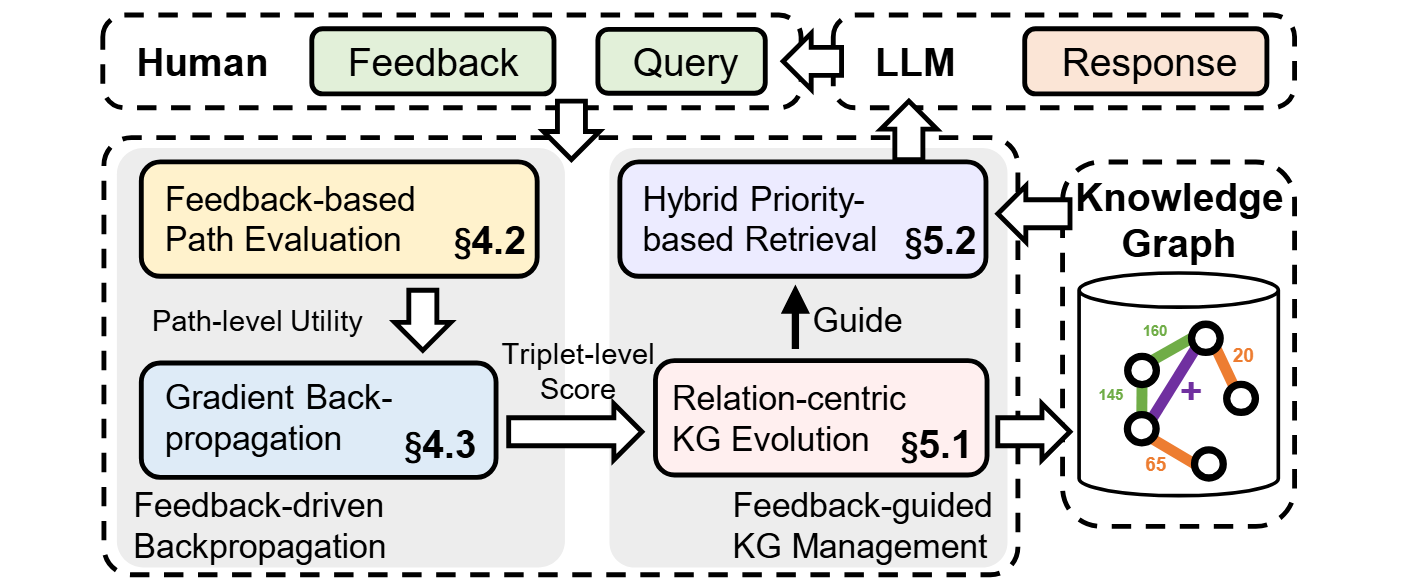 Human
Feedback
Query
LLM
Response
Feedback-based
Path Evaluation
§4.2
Path-level Utility
Gradient Back-
propagation
§4.3
Feedback-driven
Backpropagation
Triplet-level
Score
Hybrid Priority-
based Retrieval
§5.2
Guide
Relation-centric
KG Evolution
§5.1
Feedback-guided
KG Management
Knowledge
Graph
160
20
145
+
65